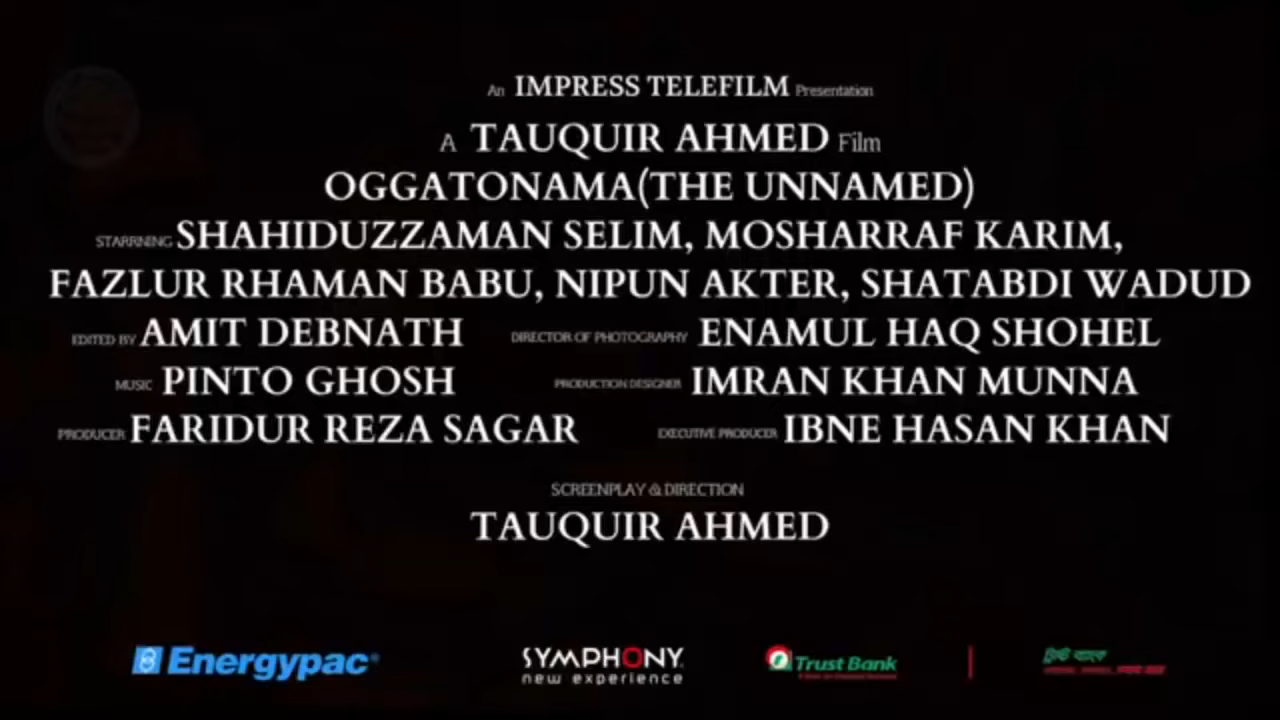 An IMPRESS TELEFILM Presentation
A TAUQUIR AHMED Film
OGGATONAMA(THE UNNAMED)
STARRNING SHAHIDUZZAMAN SELIM, MOSHARRAF KARIM,
FAZLUR RHAMAN BABU, NIPUN AKTER, SHATABDI WADUD
EDITED BY AMIT DEBNATH DIRECTOR OF PHOTOGRAPHY ENAMUL HAQ SHOHEL
MUSIC PINTO GHOSH PRODUCTION DESIGNER IMRAN KHAN MUNNA
PRODUCER FARIDUR REZA SAGAR EXECUTIVE PRODUCER IBNE HASAN KHAN
SCREENPLAY & DIRECTION
TAUQUIR AHMED
Energypac SYMPHONY Trust Bank
new experience